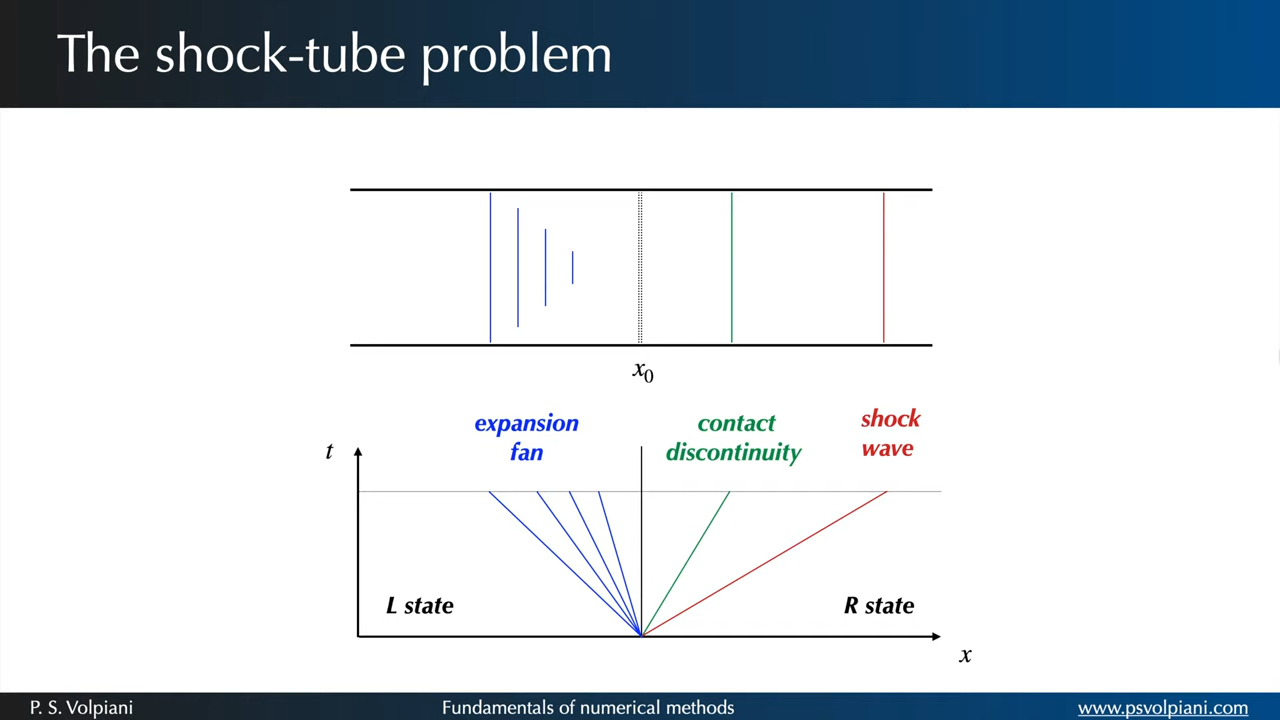 The shock-tube problem
x0
expansion
fan
contact
discontinuity
shock
wave
t
L state
R state
x
P. S. Volpiani
Fundamentals of numerical methods
www.psvolpiani.com